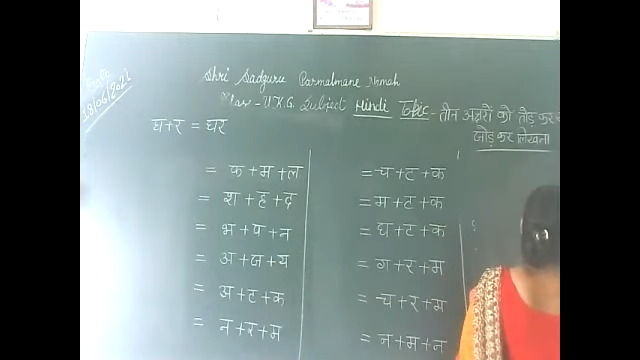 Date
18/06/2021
Shri Sadguru Parmatmane Namah
Class - U.K.G. Subject Hindi Topic - तीन अक्षरों को तोड़ कर
जोड़ कर लिखना
घ+र = घर
= क+म+ल
= च+ट+क
= श+ह+द
= म+ट+क
= भ+प+न
= घ+ट+क
= अ+ज+य
= ग+र+म
= अ+ट+क
= च+र+म
= न+र+म
= न+म+न